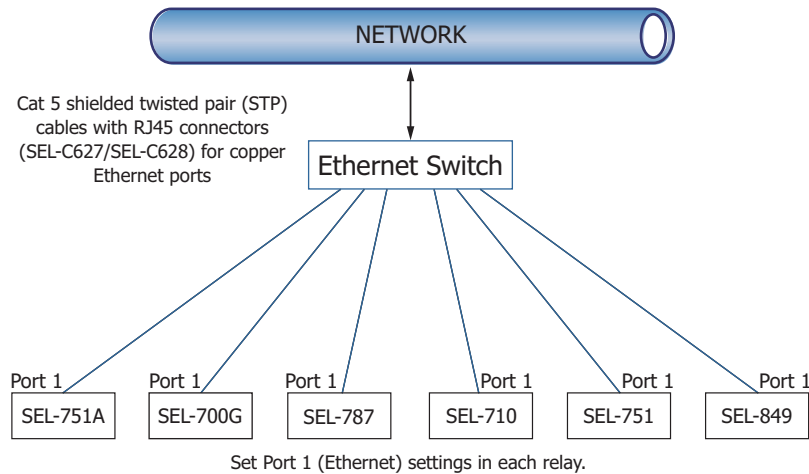 NETWORK
Cat 5 shielded twisted pair (STP)
cables with RJ45 connectors
(SEL-C627/SEL-C628) for copper
Ethernet ports
Ethernet Switch
Port 1 Port 1 Port 1 Port 1 Port 1 Port 1
SEL-751A SEL-700G SEL-787 SEL-710 SEL-751 SEL-849
Set Port 1 (Ethernet) settings in each relay.